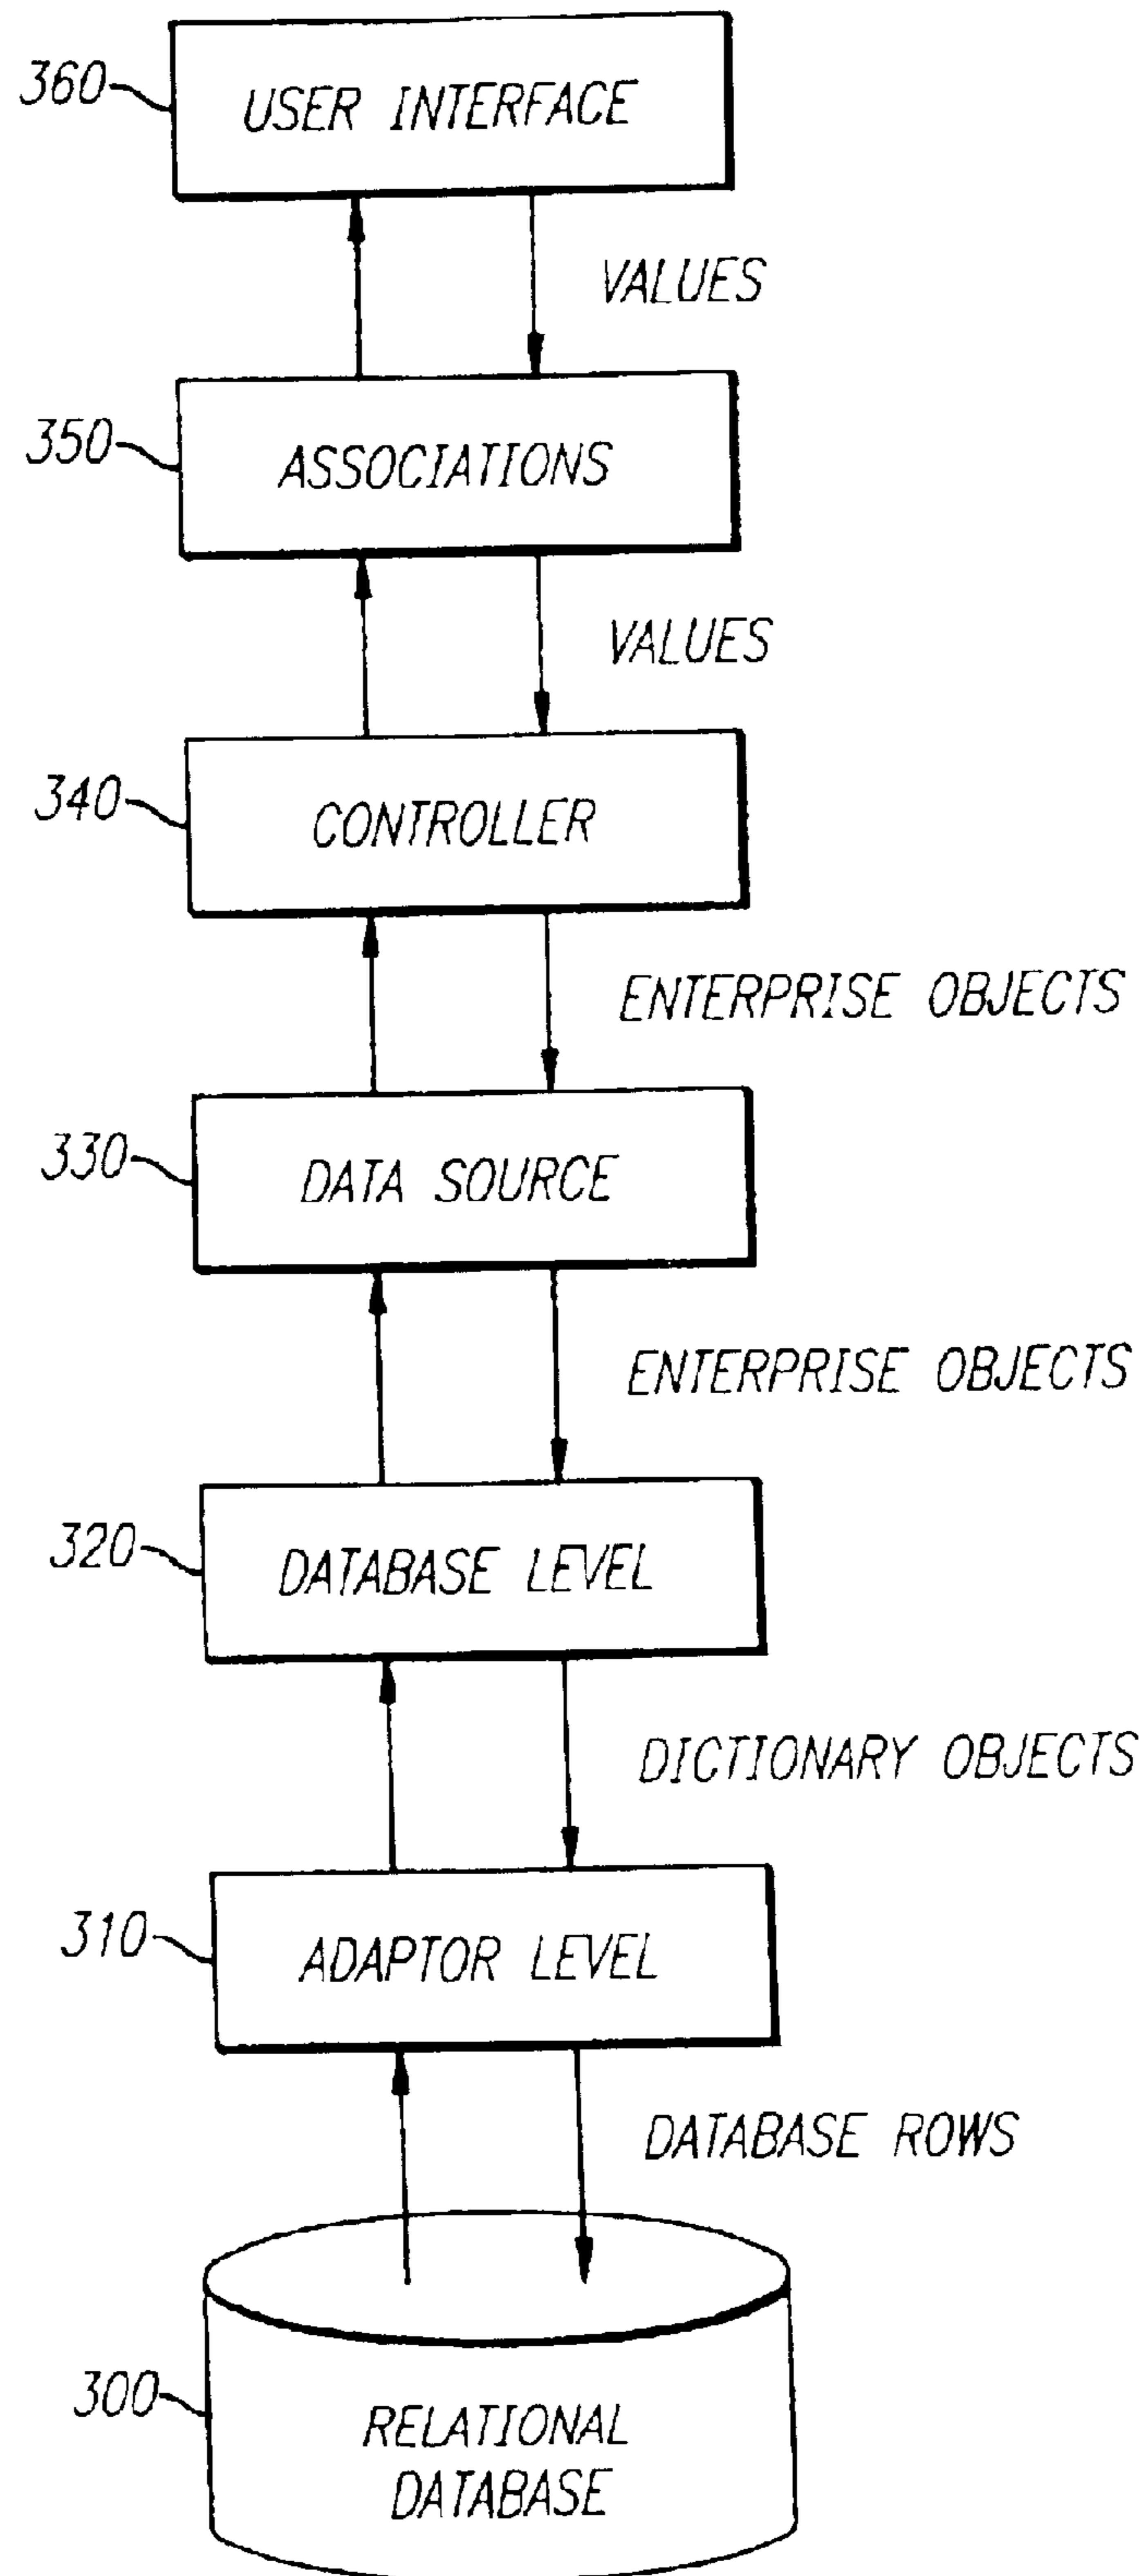 360
USER INTERFACE
VALUES
350
ASSOCIATIONS
VALUES
340
CONTROLLER
ENTERPRISE OBJECTS
330
DATA SOURCE
ENTERPRISE OBJECTS
320
DATABASE LEVEL
DICTIONARY OBJECTS
310
ADAPTOR LEVEL
DATABASE ROWS
300
RELATIONAL
DATABASE